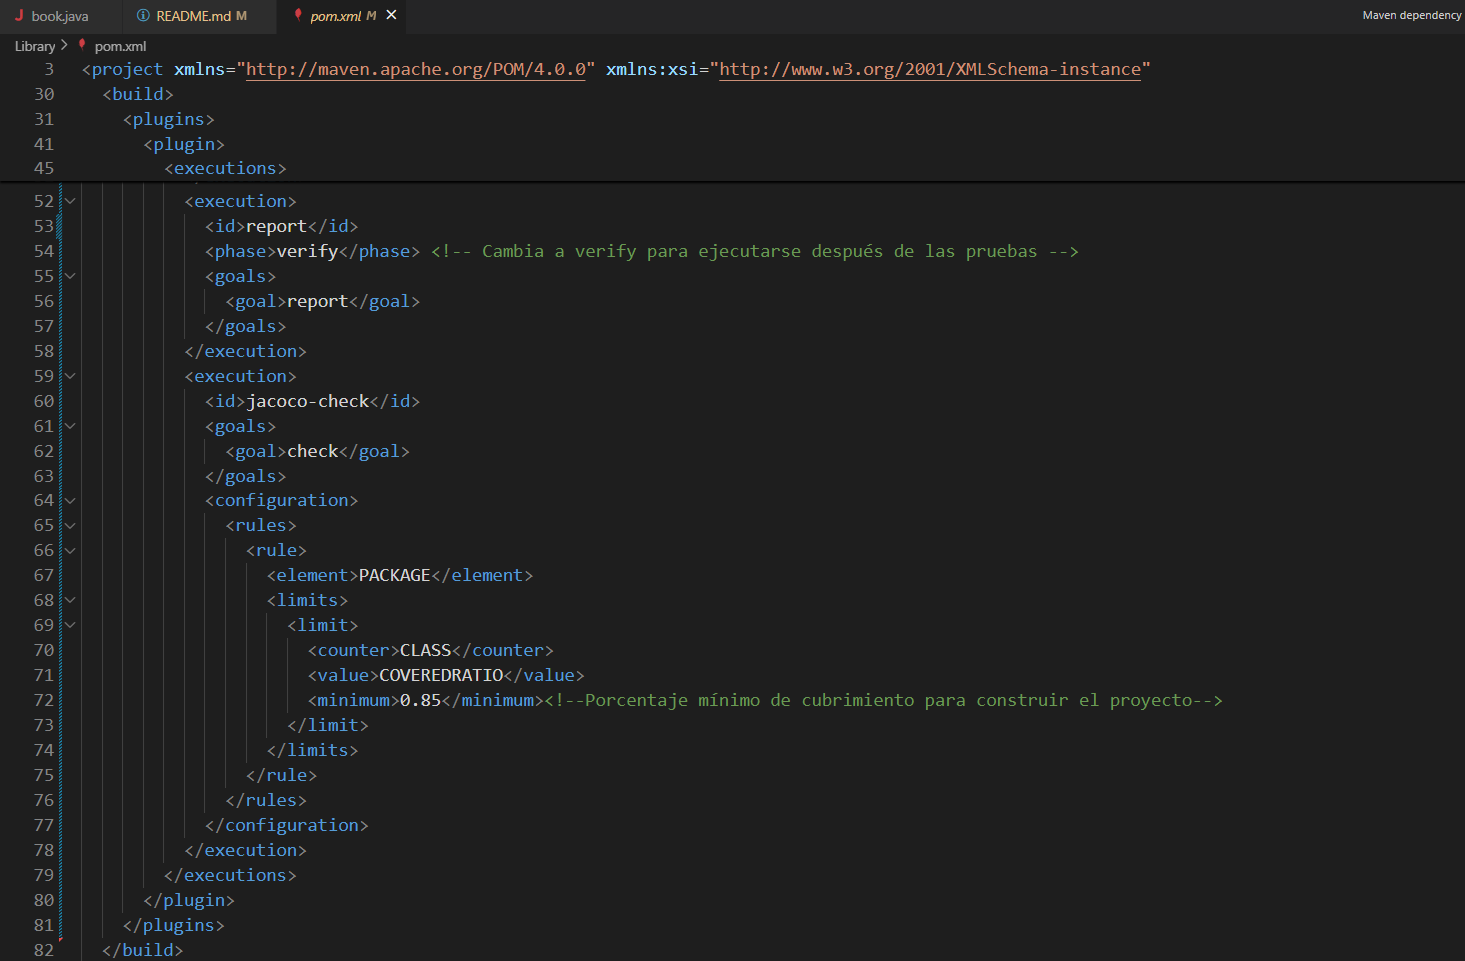 book.java
README.md M
pom.xml M
Maven dependency
Library > pom.xml
3 <project xmlns="http://maven.apache.org/POM/4.0.0" xmlns:xsi="http://www.w3.org/2001/XMLSchema-instance"
30 <build>
31 <plugins>
41 <plugin>
45 <executions>
52 <execution>
53 <id>report</id>
54 <phase>verify</phase> <!-- Cambia a verify para ejecutarse después de las pruebas -->
55 <goals>
56 <goal>report</goal>
57 </goals>
58 </execution>
59 <execution>
60 <id>jacoco-check</id>
61 <goals>
62 <goal>check</goal>
63 </goals>
64 <configuration>
65 <rules>
66 <rule>
67 <element>PACKAGE</element>
68 <limits>
69 <limit>
70 <counter>CLASS</counter>
71 <value>COVEREDRATIO</value>
72 <minimum>0.85</minimum><!--Porcentaje mínimo de cubrimiento para construir el proyecto-->
73 </limit>
74 </limits>
75 </rule>
76 </rules>
77 </configuration>
78 </execution>
79 </executions>
80 </plugin>
81 </plugins>
82 </build>